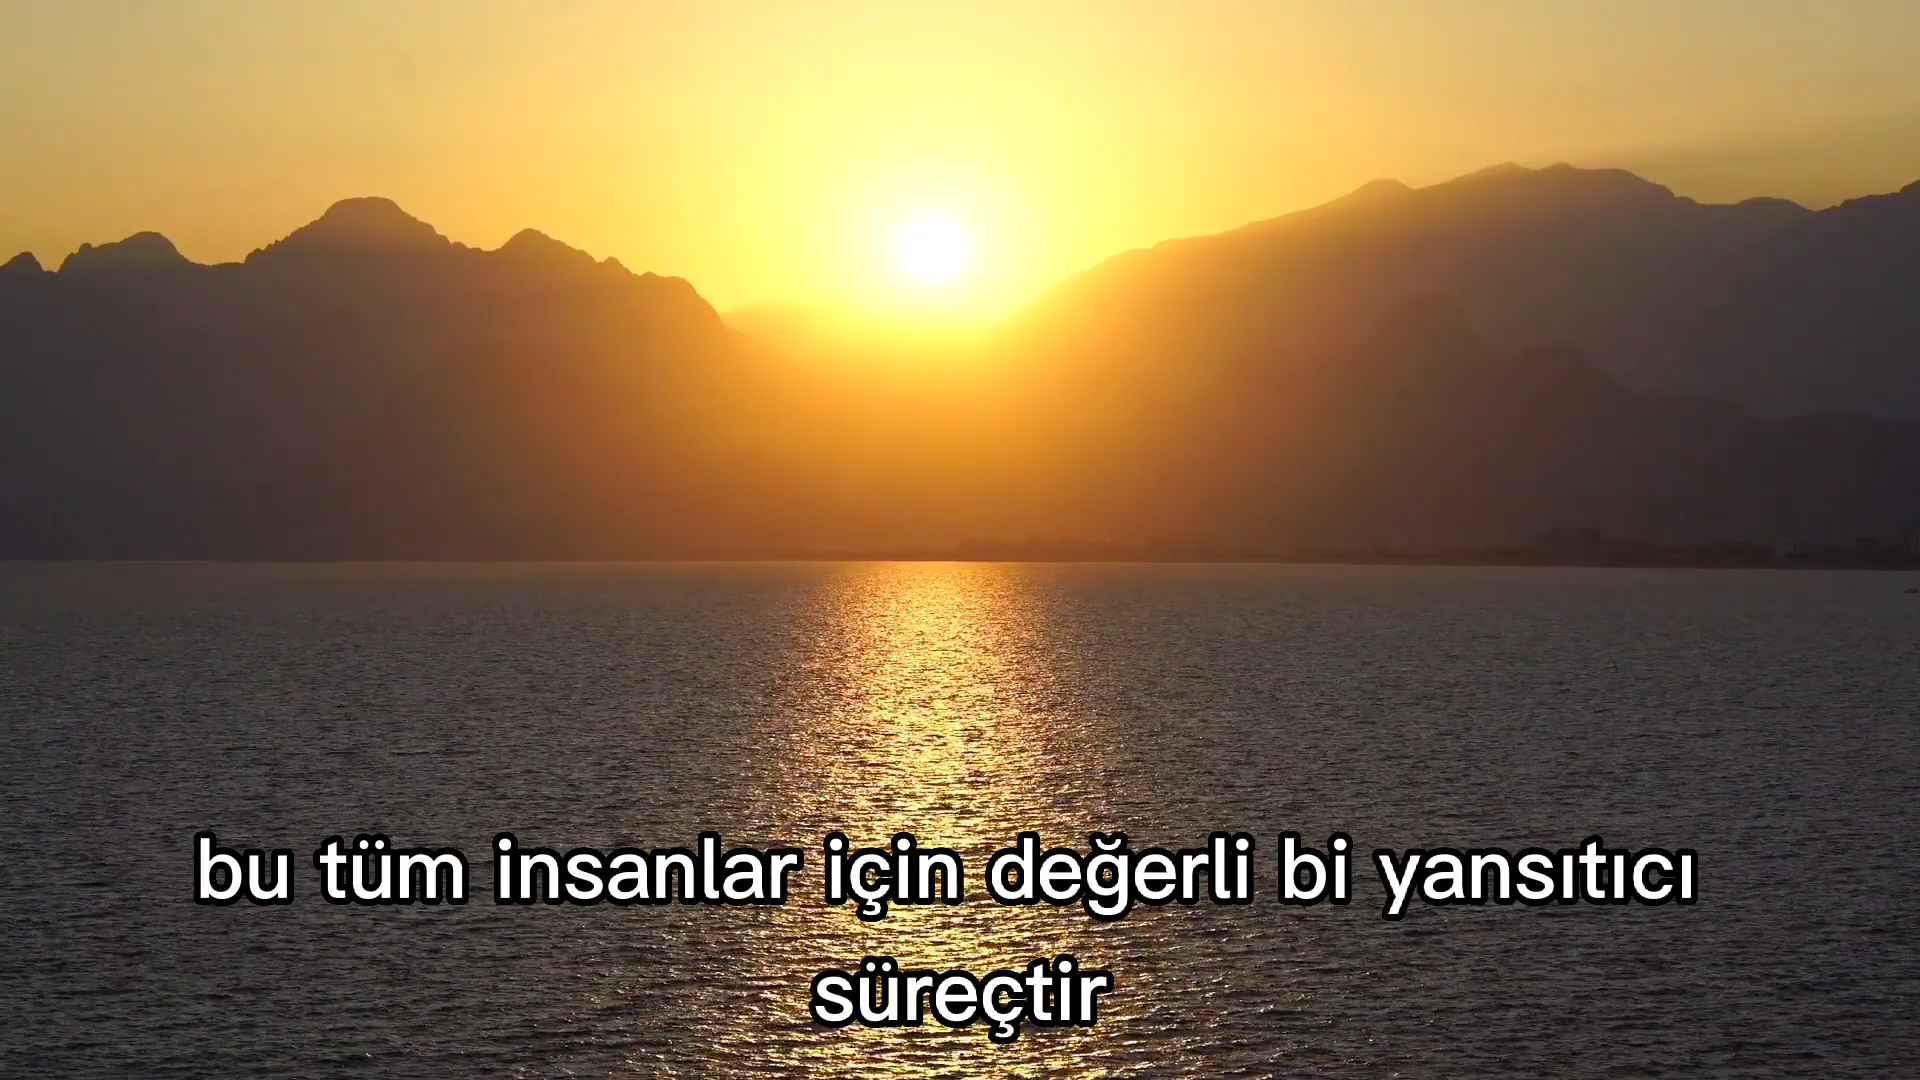 bu tüm insanlar için değerli bi yansıtıcı
süreçtir